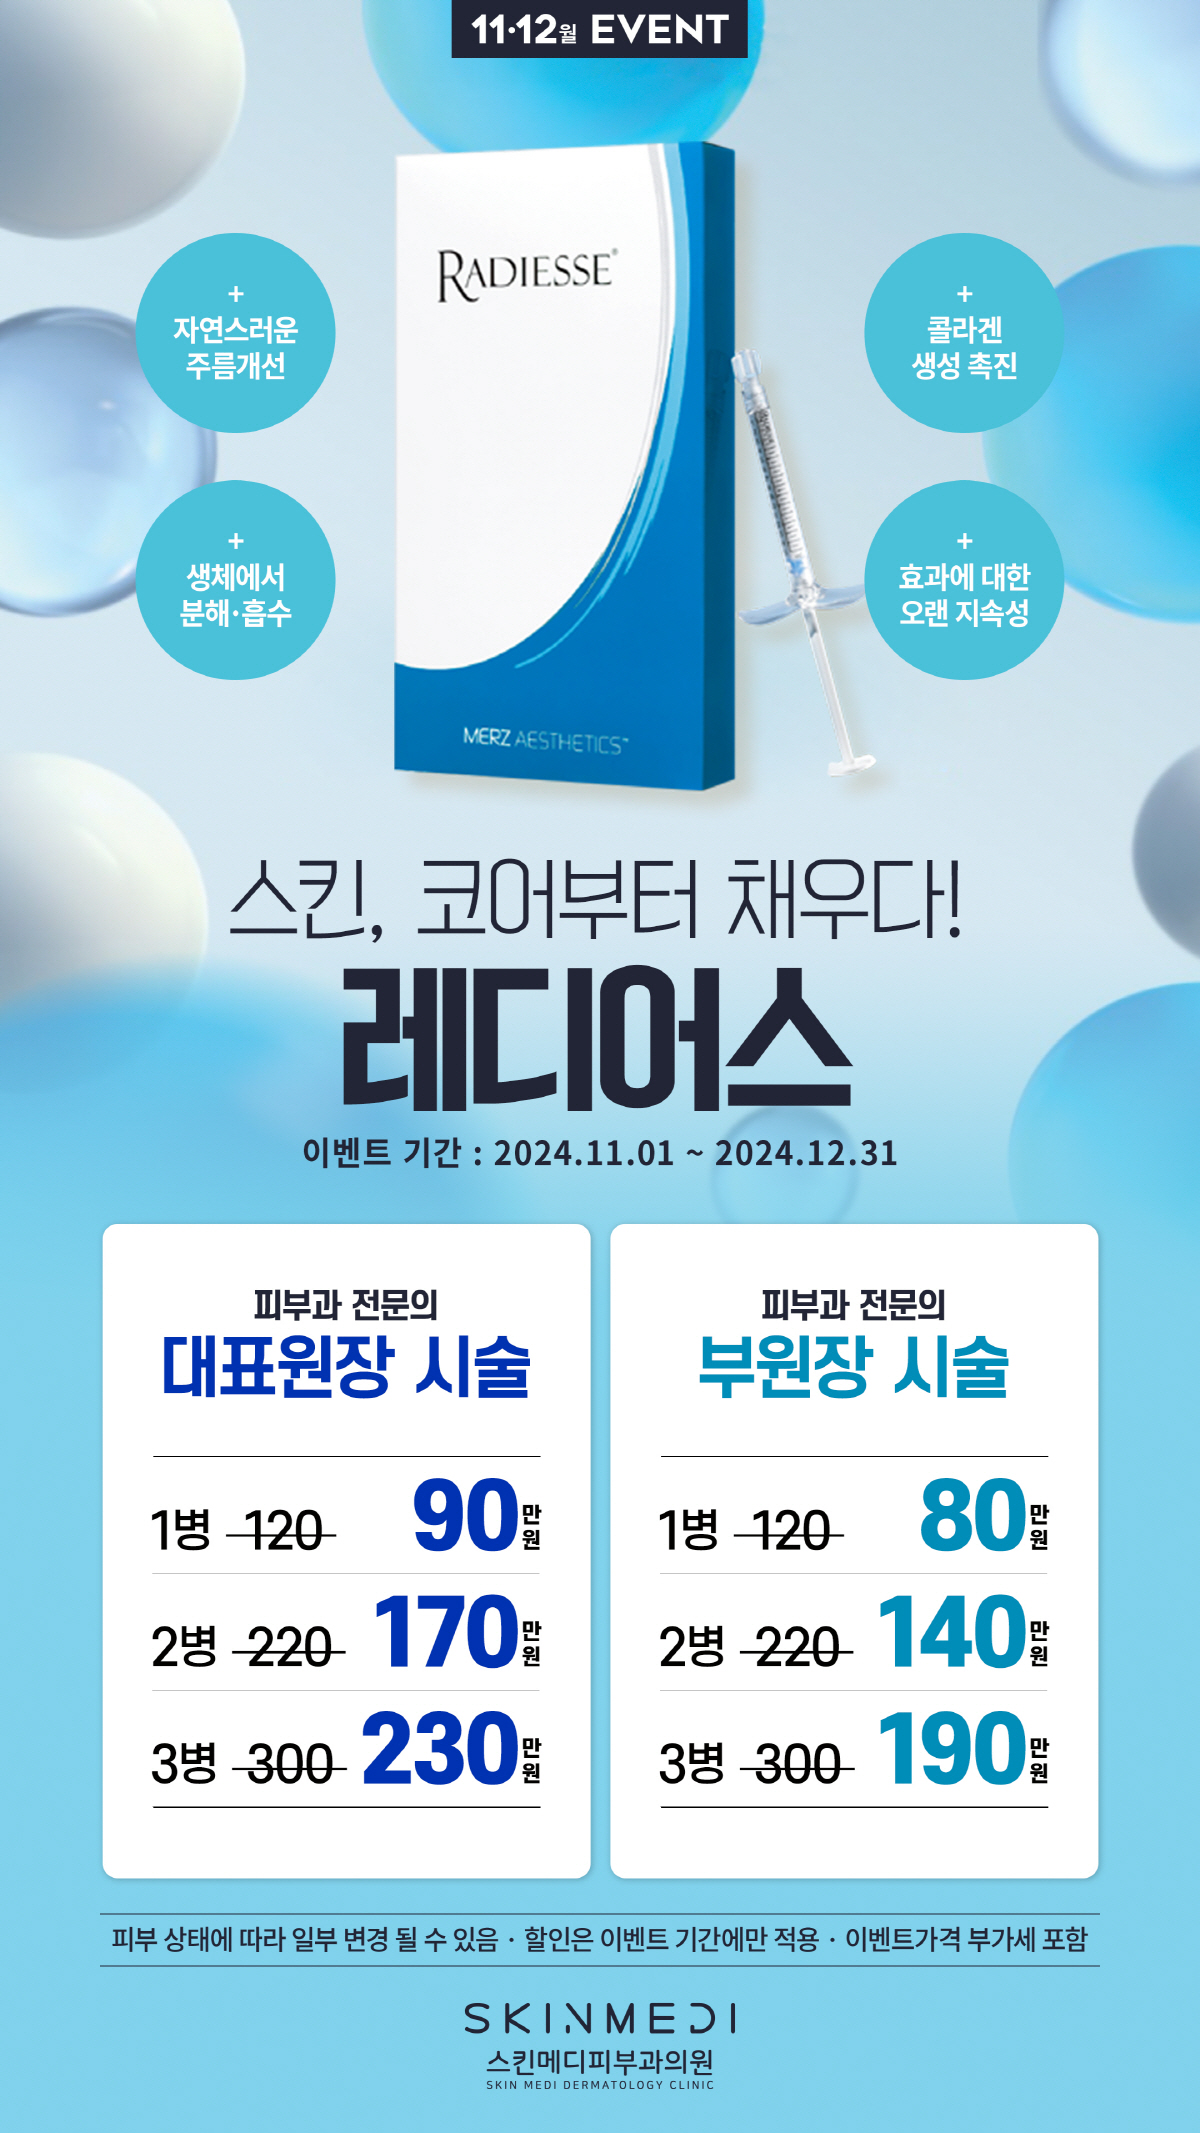 11·12월 EVENT
RADIESSE®
+
자연스러운
주름개선
+
콜라겐
생성 촉진
+
생체에서
분해·흡수
+
효과에 대한
오랜 지속성
MERZ AESTHETICS™
스킨, 코어부터 채우다!
레디어스
이벤트 기간 : 2024.11.01 ~ 2024.12.31
피부과 전문의
대표원장 시술
1병 120 90만원
2병 220 170만원
3병 300 230만원
피부과 전문의
부원장 시술
1병 120 80만원
2병 220 140만원
3병 300 190만원
피부 상태에 따라 일부 변경 될 수 있음 · 할인은 이벤트 기간에만 적용 · 이벤트가격 부가세 포함
SKINMEDI
스킨메디피부과의원
SKIN MEDI DERMATOLOGY CLINIC